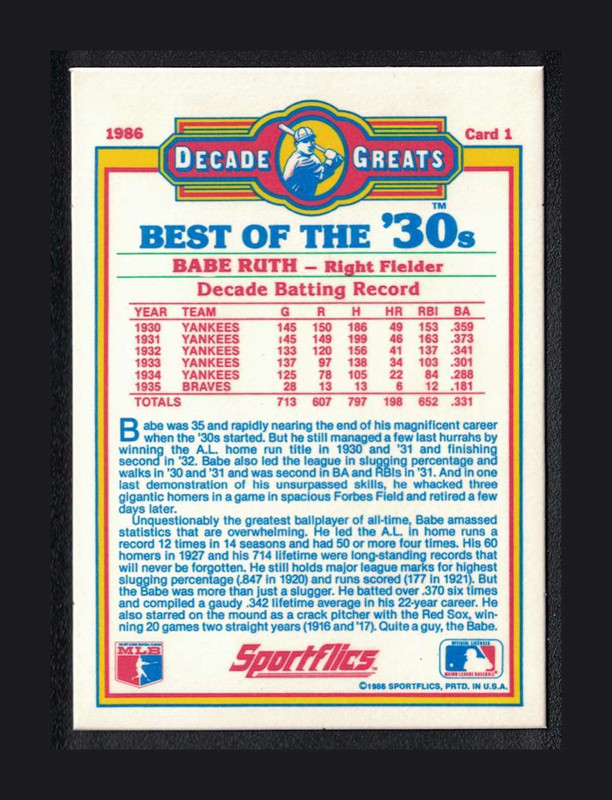 1986
Card 1
DECADE GREATS
TM
BEST OF THE '30s
BABE RUTH – Right Fielder
Decade Batting Record
YEAR TEAM G R H HR RBI BA
1930 YANKEES 145 150 186 49 153 .359
1931 YANKEES 145 149 199 46 163 .373
1932 YANKEES 133 120 156 41 137 .341
1933 YANKEES 137 97 138 34 103 .301
1934 YANKEES 125 78 105 22 84 .288
1935 BRAVES 28 13 13 6 12 .181
TOTALS 713 607 797 198 652 .331
Babe was 35 and rapidly nearing the end of his magnificent career
when the '30s started. But he still managed a few last hurrahs by
winning the A.L. home run title in 1930 and '31 and finishing
second in '32. Babe also led the league in slugging percentage and
walks in '30 and '31 and was second in BA and RBIs in '31. And in one
last demonstration of his unsurpassed skills, he whacked three
gigantic homers in a game in spacious Forbes Field and retired a few
days later.
Unquestionably the greatest ballplayer of all-time, Babe amassed
statistics that are overwhelming. He led the A.L. in home runs a
record 12 times in 14 seasons and had 50 or more four times. His 60
homers in 1927 and his 714 lifetime were long-standing records that
will never be forgotten. He still holds major league marks for highest
slugging percentage (.847 in 1920) and runs scored (177 in 1921). But
the Babe was more than just a slugger. He batted over .370 six times
and compiled a gaudy .342 lifetime average in his 22-year career. He
also starred on the mound as a crack pitcher with the Red Sox, win-
ning 20 games two straight years (1916 and '17). Quite a guy, the Babe.
MLB
Sportflics
OFFICIAL LICENSEE
MAJOR LEAGUE BASEBALL
©1986 SPORTFLICS, PRTD. IN U.S.A.